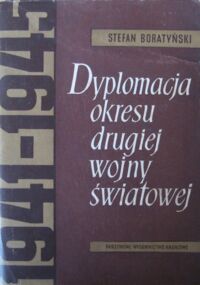 1941-1945
STEFAN BORATYŃSKI
Dyplomacja
okresu
drugiej
wojny
światowej
PAŃSTWOWE WYDAWNICTWO NAUKOWE